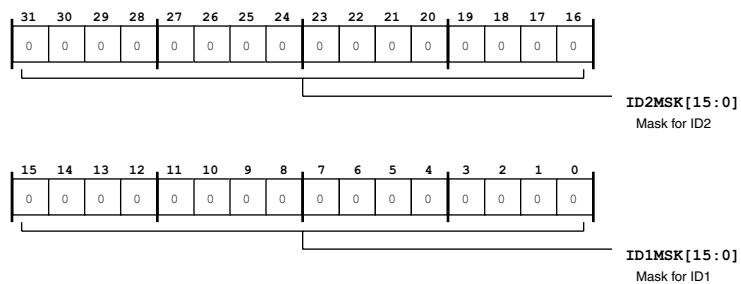 31 30 29 28 27 26 25 24 23 22 21 20 19 18 17 16
0 0 0 0 0 0 0 0 0 0 0 0 0 0 0 0
ID2MSK[15:0]
Mask for ID2
15 14 13 12 11 10 9 8 7 6 5 4 3 2 1 0
0 0 0 0 0 0 0 0 0 0 0 0 0 0 0 0
ID1MSK[15:0]
Mask for ID1